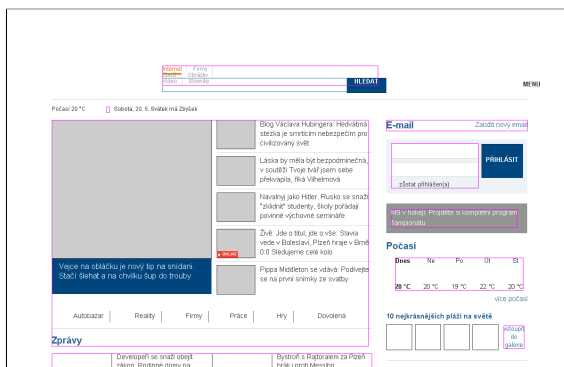 Internet Firmy
Zboží Obrázky
Video Slovníky
HLEDAT
MENU
Počasí 20 °C
Sobota, 20. 5. Svátek má Zbyšek
Blog Václava Hubingera: Hedvábná
stezka je smrtícím nebezpečím pro
civilizovaný svět
Láska by měla být bezpodmínečná,
v soutěži Tvoje tvář jsem sebe
překvapila, říká Vilhelmová
Navalnyj jako Hitler. Rusko se snaží
"zklidnit" studenty, školy pořádají
povinné výchovné semináře
Živě: Jde o titul, jde o vše. Slavia
vede v Boleslavi, Plzeň hraje v Brně
0:0 Sledujeme celé kolo
ONLINE
Pippa Middleton se vdává: Podívejte
se na první snímky ze svatby
Vejce na obláčku je nový tip na snídani.
Stačí šlehat a na chvilku šup do trouby
Autobazar Reality Firmy Práce Hry Dovolená
Zprávy
Developeři se snaží obejít
zákon. Rodinné domy na
Bystroň s Rajtoralem za Plzeň
hráli i proti Messiho
E-mail
Založit nový email
PŘIHLÁSIT
zůstat přihlášen(a)
MS v hokeji: Projděte si kompletní program
šampionátu
Počasí
Dnes Ne Po Út St
20 °C 20 °C 19 °C 22 °C 20 °C
více počasí
10 nejkrásnějších pláží na světě
vstoupit
do
galerie